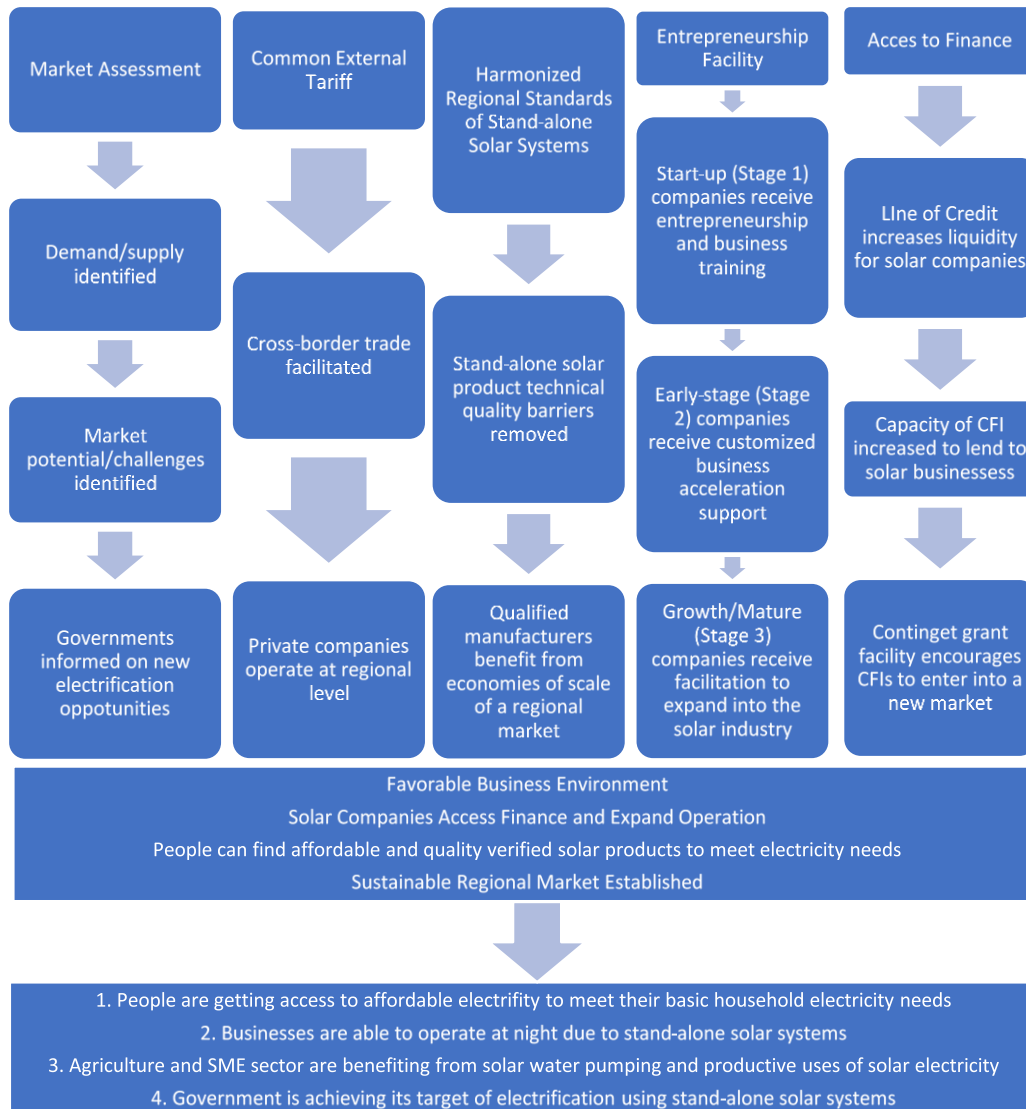 Market Assessment
Demand/supply
identified
Market
potential/challenges
identified
Governments
informed on new
electrification
oppotunities
Common External
Tariff
Cross-border trade
facilitated
Private companies
operate at regional
level
Harmonized
Regional Standards
of Stand-alone
Solar Systems
Stand-alone solar
product technical
quality barriers
removed
Qualified
manufacturers
benefit from
economies of scale
of a regional
market
Entrepreneurship
Facility
Start-up (Stage 1)
companies receive
entrepreneurship
and business
training
Early-stage (Stage
2) companies
receive customized
business
acceleration
support
Growth/Mature
(Stage 3)
companies receive
facilitation to
expand into the
solar industry
Acces to Finance
LIne of Credit
increases liquidity
for solar companies
Capacity of CFI
increased to lend to
solar businessess
Continget grant
facility encourages
CFIs to enter into a
new market
Favorable Business Environment
Solar Companies Access Finance and Expand Operation
People can find affordable and quality verified solar products to meet electricity needs
Sustainable Regional Market Established
1. People are getting access to affordable electrifity to meet their basic household electricity needs
2. Businesses are able to operate at night due to stand-alone solar systems
3. Agriculture and SME sector are benefiting from solar water pumping and productive uses of solar electricity
4. Government is achieving its target of electrification using stand-alone solar systems